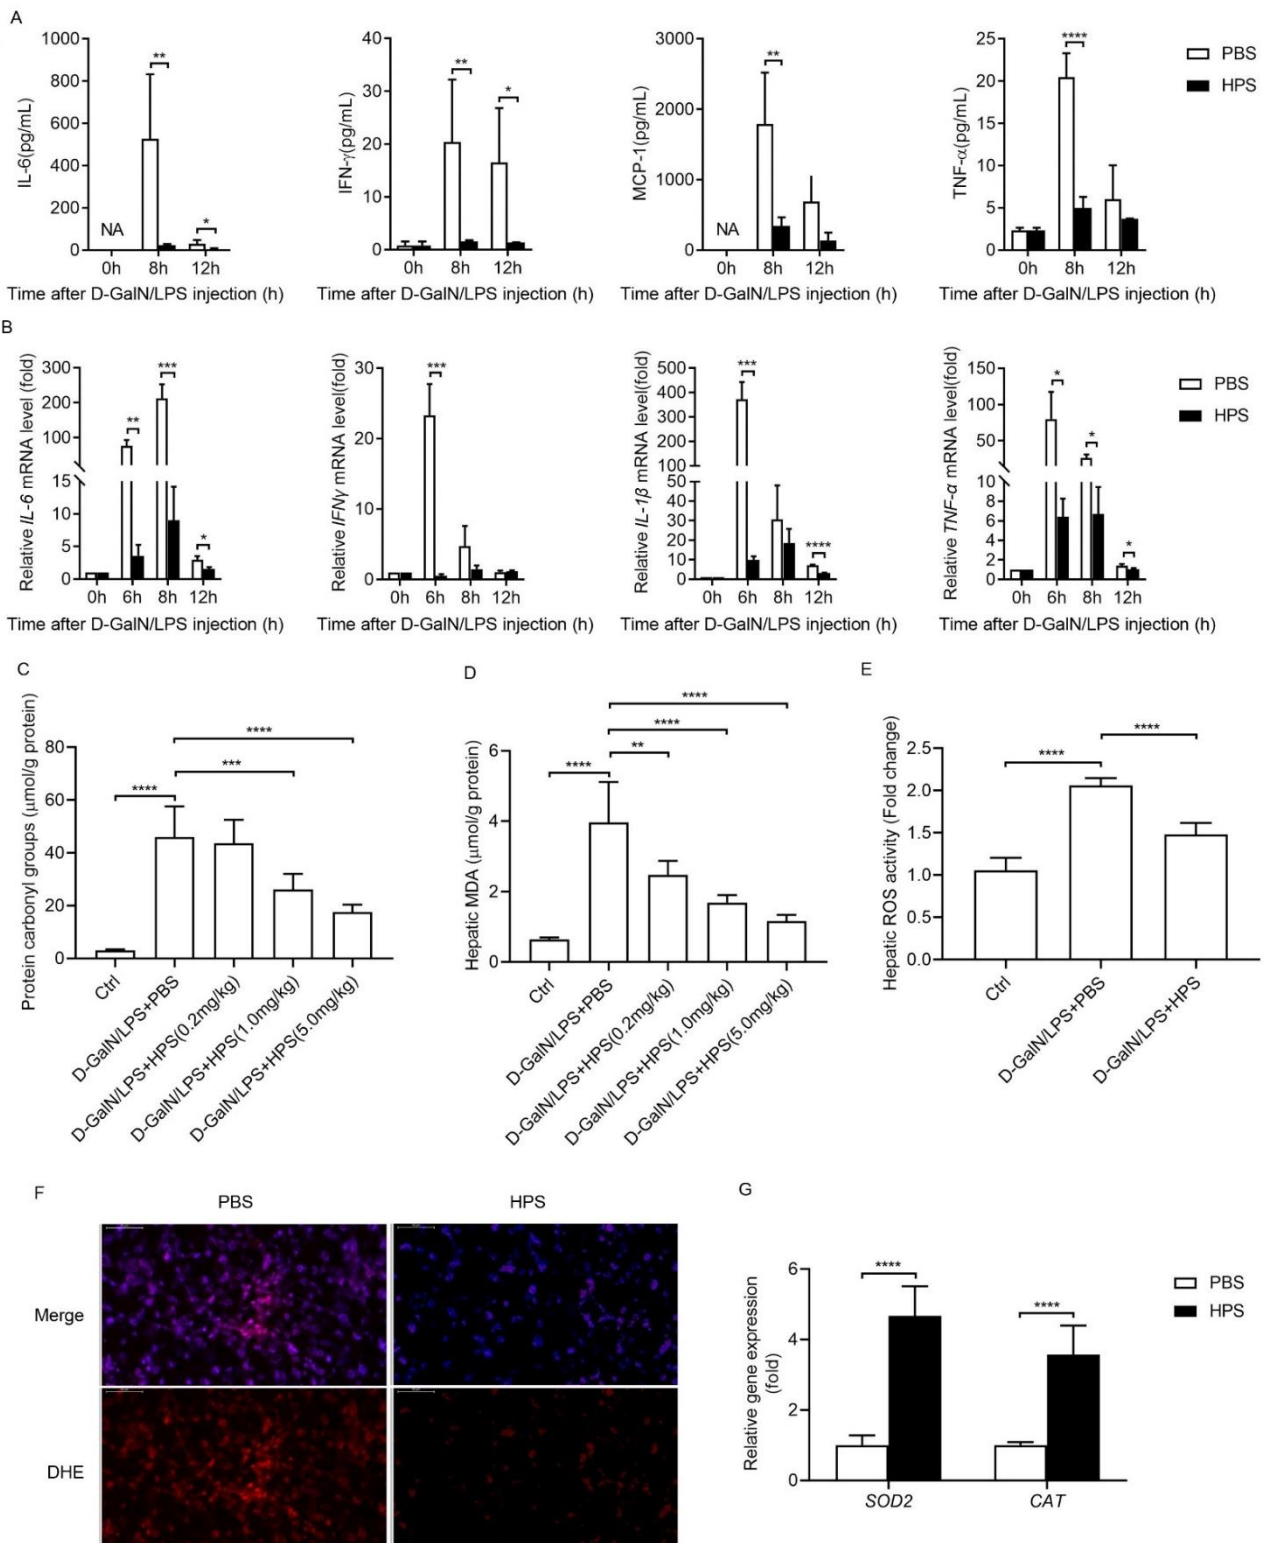 A
IL-6(pg/mL)
1000
800
600
400
200
0
NA
**
*
0h 8h 12h
Time after D-GalN/LPS injection (h)
IFN-γ(pg/mL)
40
30
20
10
0
**
*
0h 8h 12h
Time after D-GalN/LPS injection (h)
MCP-1(pg/mL)
3000
2000
1000
0
NA
**
0h 8h 12h
Time after D-GalN/LPS injection (h)
TNF-α(pg/mL)
25
20
15
10
5
0
****
0h 8h 12h
Time after D-GalN/LPS injection (h)
PBS
HPS
B
Relative IL-6 mRNA level (fold)
300
200
100
15
10
5
0
**
***
*
0h 6h 8h 12h
Time after D-GalN/LPS injection (h)
Relative IFNγ mRNA level(fold)
30
20
10
0
***
0h 6h 8h 12h
Time after D-GalN/LPS injection (h)
Relative IL-1β mRNA level(fold)
500
400
300
200
100
50
40
30
20
10
0
***
****
0h 6h 8h 12h
Time after D-GalN/LPS injection (h)
Relative TNF-α mRNA level(fold)
150
100
50
10
8
6
4
2
0
*
*
*
0h 6h 8h 12h
Time after D-GalN/LPS injection (h)
PBS
HPS
C
Protein carbonyl groups (μmol/g protein)
80
60
40
20
0
****
***
****
Ctrl
D-GalN/LPS+PBS
D-GalN/LPS+HPS(0.2mg/kg)
D-GalN/LPS+HPS(1.0mg/kg)
D-GalN/LPS+HPS(5.0mg/kg)
D
Hepatic MDA (μmol/g protein)
6
4
2
0
****
**
****
****
Ctrl
D-GalN/LPS+PBS
D-GalN/LPS+HPS(0.2mg/kg)
D-GalN/LPS+HPS(1.0mg/kg)
D-GalN/LPS+HPS(5.0mg/kg)
E
Hepatic ROS activity (Fold change)
2.5
2.0
1.5
1.0
0.5
0.0
****
****
Ctrl
D-GalN/LPS+PBS
D-GalN/LPS+HPS
F
PBS HPS
Merge
DHE
G
Relative gene expression
(fold)
6
4
2
0
****
****
SOD2 CAT
PBS
HPS